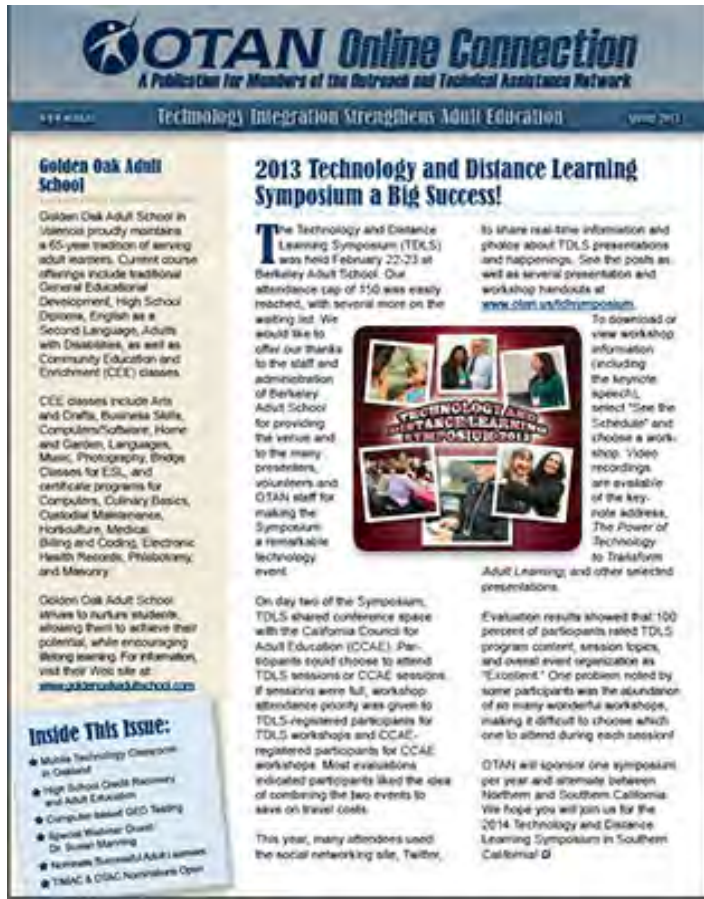 OTAN Online Connection
A Publication for Members of the Outreach and Technical Assistance Network
Technology Integration Strengthens Adult Education
Golden Oak Adult
School
Golden Oak Adult School in
Valencia proudly maintains
a 65-year tradition of serving
adult learners. Current course
offerings include traditional
General Educational
Development, High School
Diploma, English as a
Second Language, Adults
with Disabilities, as well as
Community Education and
Enrichment (CEE) classes.
CEE classes include Arts
and Crafts, Business Skills,
Computers/Software, Home
and Garden, Languages,
Music, Photography, Bridge
Classes for ESL, and
certificate programs for
Computers, Culinary Basics,
Custodial Maintenance,
Horticulture, Medical
Billing and Coding, Electronic
Health Records, Phlebotomy,
and Masonry.
Golden Oak Adult School
strives to nurture students,
allowing them to achieve their
potential, while encouraging
lifelong learning. For information,
visit their Web site at
www.goldenoakadultschool.com
Inside This Issue:
Mobile Technology Classroom
in Oakland
High School Credit Recovery
and Adult Education
Computer-based GED Testing
Special Webinar Guest:
Dr. Susan Manning
Nominate Successful Adult Learners
TIMAC & OTAC Nominations Open
2013 Technology and Distance Learning
Symposium a Big Success!
The Technology and Distance
Learning Symposium (TDLS)
was held February 22-23 at
Berkeley Adult School. Our
attendance cap of 150 was easily
reached, with several more on the
waiting list. We
would like to
offer our thanks
to the staff and
administration
of Berkeley
Adult School
for providing
the venue and
to the many
presenters,
volunteers and
OTAN staff for
making the
Symposium
a remarkable
technology
event.
On day two of the Symposium,
TDLS shared conference space
with the California Council for
Adult Education (CCAE). Par-
ticipants could choose to attend
TDLS sessions or CCAE sessions.
If sessions were full, workshop
attendance priority was given to
TDLS-registered participants for
TDLS workshops and CCAE-
registered participants for CCAE
workshops. Most evaluations
indicated participants liked the idea
of combining the two events to
save on travel costs.
This year, many attendees used
the social networking site, Twitter,
to share real-time information and
photos about TDLS presentations
and happenings. See the posts as
well as several presentation and
workshop handouts at
www.otan.us/tdlsymposium.
TECHNOLOGY AND
DISTANCE LEARNING
SYMPOSIUM 2013
To download or
view workshop
information
(including
the keynote
speech),
select "See the
Schedule" and
choose a work-
shop. Video
recordings
are available
of the key-
note address,
The Power of
Technology
to Transform
Adult Learning, and other selected
presentations.
Evaluation results showed that 100
percent of participants rated TDLS
program content, session topics,
and overall event organization as
"Excellent." One problem noted by
some participants was the abundance
of so many wonderful workshops,
making it difficult to choose which
one to attend during each session!
OTAN will sponsor one symposium
per year and alternate between
Northern and Southern California.
We hope you will join us for the
2014 Technology and Distance
Learning Symposium in Southern
California!